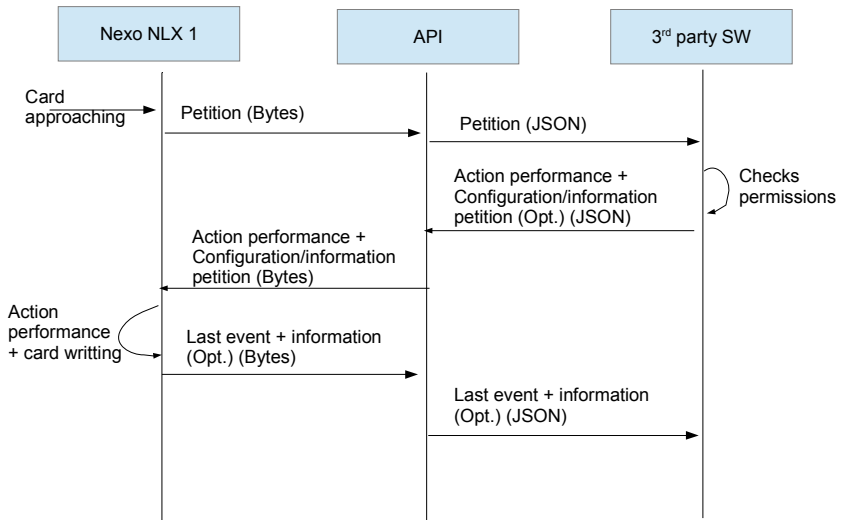 Nexo NLX 1
API
3rd party SW
Card
approaching
Petition (Bytes)
Petition (JSON)
Checks
permissions
Action performance +
Configuration/information
petition (Opt.) (JSON)
Action performance +
Configuration/information
petition (Bytes)
Action
performance
+ card writting
Last event + information
(Opt.) (Bytes)
Last event + information
(Opt.) (JSON)